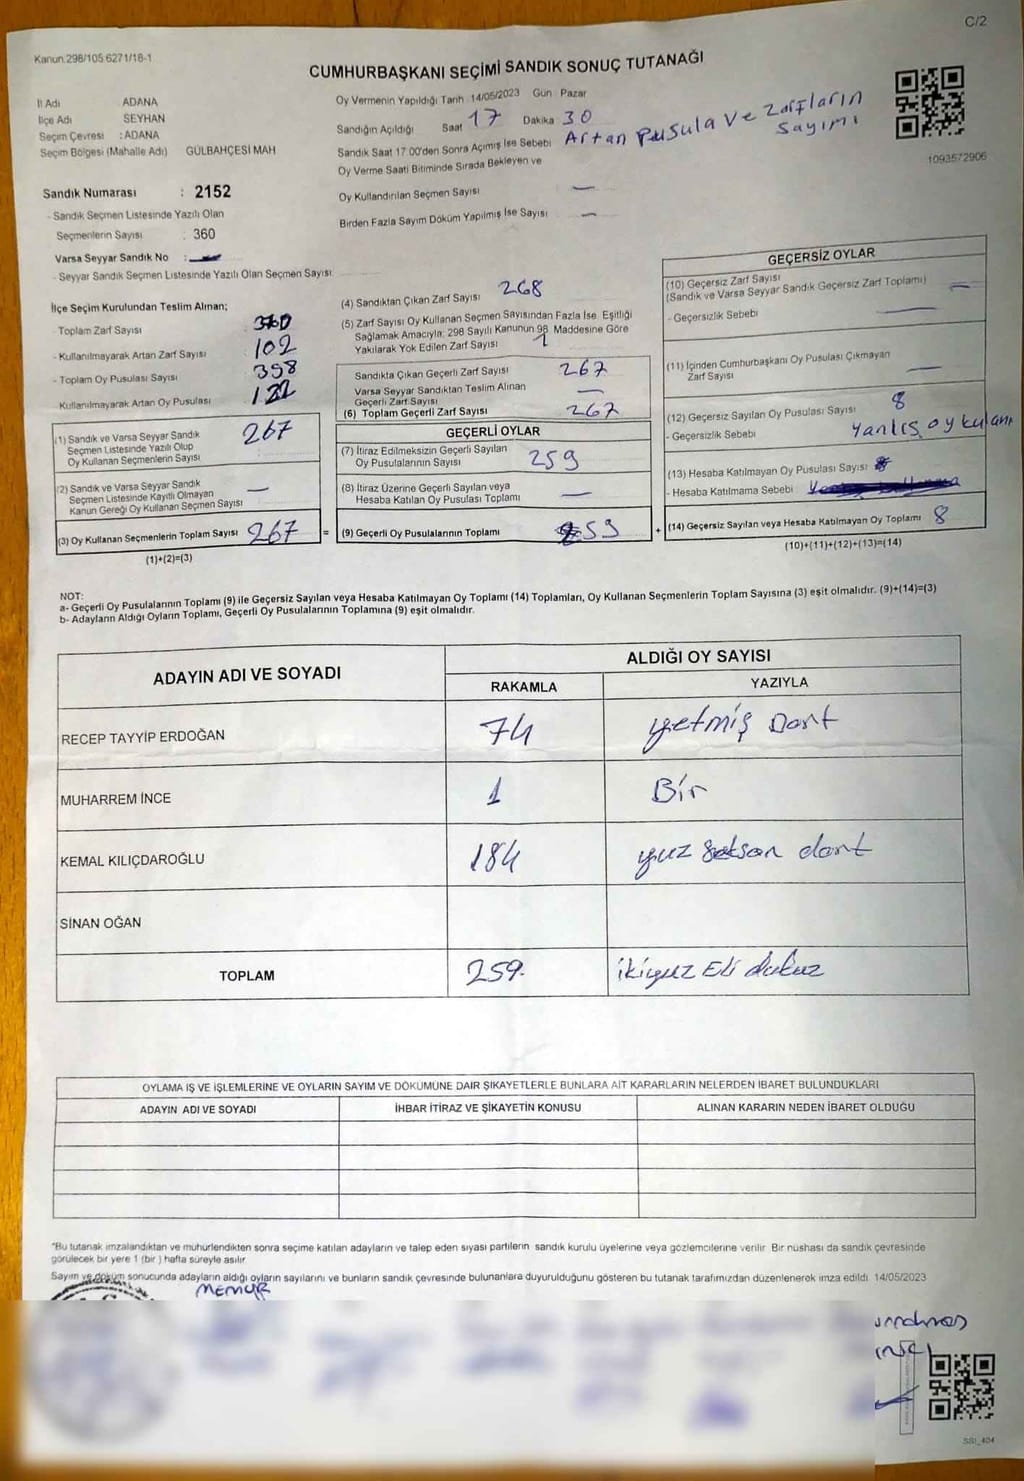 C/2
Kanun:298/105.6271/18-1
CUMHURBAŞKANI SEÇİMİ SANDIK SONUÇ TUTANAĞI
İl Adı ADANA
İlçe Adı SEYHAN
Seçim Çevresi : ADANA
Seçim Bölgesi (Mahalle Adı) GÜLBAHÇESİ MAH
Oy Vermenin Yapıldığı Tarih 14/05/2023 Gün Pazar
Sandığın Açıldığı Saat 17 Dakika 30
Sandık Saat 17 00'den Sonra Açımış İse Sebebi Artan Pusula Ve Zarfların Sayımı
Oy Verme Saati Bitiminde Sırada Bekleyen ve
Oy Kullandırılan Seçmen Sayısı —
Birden Fazla Sayım Döküm Yapılmış İse Sayısı —
1093572906
Sandık Numarası : 2152
- Sandık Seçmen Listesinde Yazılı Olan
Seçmenlerin Sayısı : 360
Varsa Seyyar Sandık No :
- Seyyar Sandık Seçmen Listesinde Yazılı Olan Seçmen Sayısı
İlçe Seçim Kurulundan Teslim Alınan;
- Toplam Zarf Sayısı
- Kullanılmayarak Artan Zarf Sayısı 102
- Toplam Oy Pusulası Sayısı 398
Kullanılmayarak Artan Oy Pusulası
(1) Sandık ve Varsa Seyyar Sandık
Seçmen Listesinde Yazılı Olup
Oy Kullanan Seçmenlerin Sayısı
267
(2) Sandık ve Varsa Seyyar Sandık
Seçmen Listesinde Kayıtlı Olmayan
Kanun Gereği Oy Kullanan Seçmen Sayısı
—
(3) Oy Kullanan Seçmenlerin Toplam Sayısı 267 =
(1)+(2)=(3)
(4) Sandıktan Çıkan Zarf Sayısı 268
(5) Zarf Sayısı Oy Kullanan Seçmen Sayısından Fazla İse Eşitliği
Sağlamak Amacıyla; 298 Sayılı Kanunun 98 Maddesine Göre
Yakılarak Yok Edilen Zarf Sayısı 1
Sandıkta Çıkan Geçerli Zarf Sayısı 267
Varsa Seyyar Sandıktan Teslim Alınan
Geçerli Zarf Sayısı —
(6) Toplam Geçerli Zarf Sayısı 267
GEÇERLİ OYLAR
(7) İtiraz Edilmeksizin Geçerli Sayılan
Oy Pusulalarının Sayısı 259
(8) İtiraz Üzerine Geçerli Sayılan veya
Hesaba Katılan Oy Pusulası Toplamı —
(9) Geçerli Oy Pusulalarının Toplamı 259 +
GEÇERSİZ OYLAR
(10) Geçersiz Zarf Sayısı
(Sandık ve Varsa Seyyar Sandık Geçersiz Zarf Toplamı) —
- Geçersizlik Sebebi —
(11) İçinden Cumhurbaşkanı Oy Pusulası Çıkmayan
Zarf Sayısı —
(12) Geçersiz Sayılan Oy Pusulası Sayısı 8
- Geçersizlik Sebebi Yanlış oy kulanı
(13) Hesaba Katılmayan Oy Pusulası Sayısı
- Hesaba Katılmama Sebebi
(14) Geçersiz Sayılan veya Hesaba Katılmayan Oy Toplamı 8
(10)+(11)+(12)+(13)=(14)
NOT:
a- Geçerli Oy Pusulalarının Toplamı (9) ile Geçersiz Sayılan veya Hesaba Katılmayan Oy Toplamı (14) Toplamları, Oy Kullanan Seçmenlerin Toplam Sayısına (3) eşit olmalıdır. (9)+(14)=(3)
b- Adayların Aldığı Oyların Toplamı, Geçerli Oy Pusulalarının Toplamına (9) eşit olmalıdır.
ADAYIN ADI VE SOYADI ALDIĞI OY SAYISI
RAKAMLA YAZIYLA
RECEP TAYYİP ERDOĞAN 74 yetmiş Dort
MUHARREM İNCE 1 Bir
KEMAL KILIÇDAROĞLU 184 yuz seksan dort
SİNAN OĞAN
TOPLAM 259. ikiyuz Eli dokuz
OYLAMA İŞ VE İŞLEMLERİNE VE OYLARIN SAYIM VE DÖKÜMÜNE DAİR ŞİKAYETLERLE BUNLARA AİT KARARLARIN NELERDEN İBARET BULUNDUKLARI
ADAYIN ADI VE SOYADI İHBAR İTİRAZ VE ŞİKAYETİN KONUSU ALINAN KARARIN NEDEN İBARET OLDUĞU
"Bu tutanak imzalandıktan ve mühürlendikten sonra seçime katılan adayların ve talep eden siyası partilerin sandık kurulu üyelerine veya gözlemcilerine verilir. Bir nüshası da sandık çevresinde
görülecek bir yere 1 (bir ) hafta süreyle asılır.
Sayım ve döküm sonucunda adayların aldığı oyların sayılarını ve bunların sandık çevresinde bulunanlara duyurulduğunu gösteren bu tutanak tarafımızdan düzenlenerek imza edildi. 14/05/2023
MEMUR
SSI_404